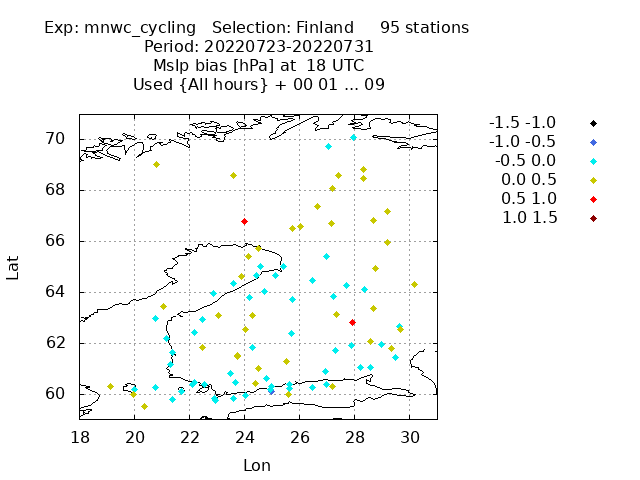 Exp: mnwc_cycling   Selection: Finland     95 stations
Period: 20220723-20220731
Mslp bias [hPa] at  18 UTC
Used {All hours} + 00 01 ... 09
-1.5 -1.0
-1.0 -0.5
-0.5 0.0
0.0 0.5
0.5 1.0
1.0 1.5
70
68
66
64
62
60
Lat
18 20 22 24 26 28 30
Lon